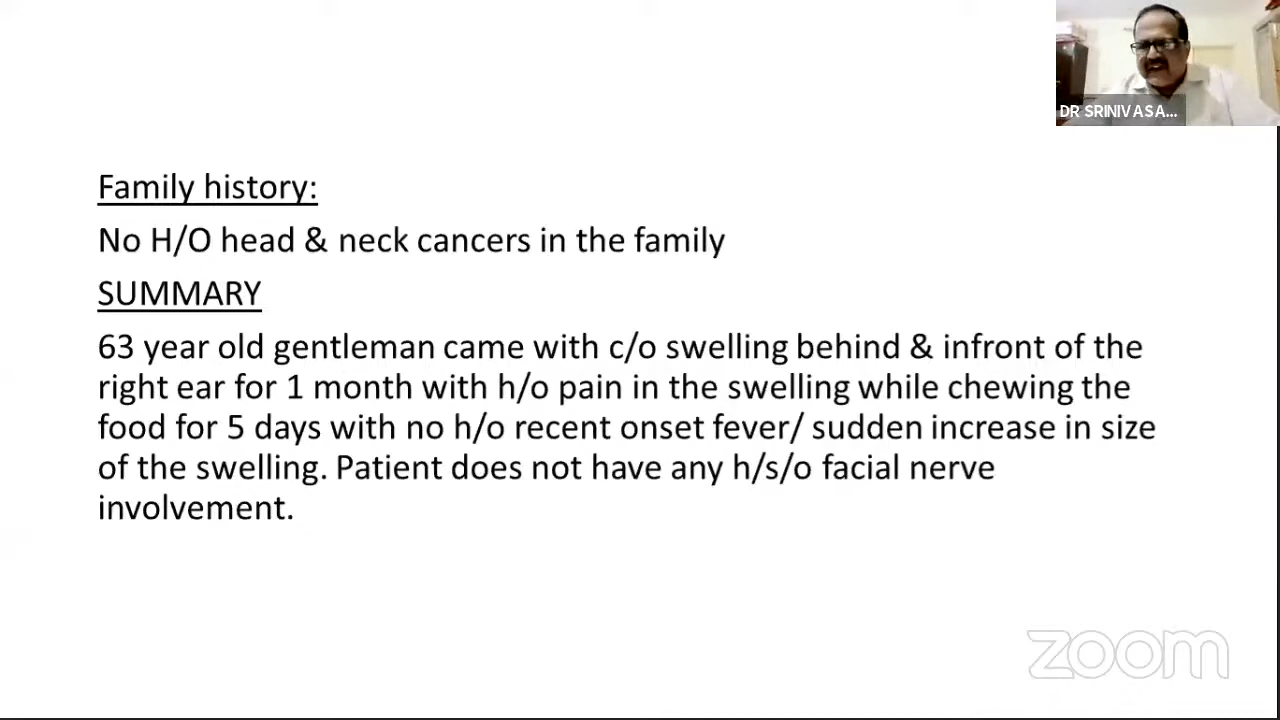 DR SRINIVASA...
Family history:
No H/O head & neck cancers in the family
SUMMARY
63 year old gentleman came with c/o swelling behind & infront of the
right ear for 1 month with h/o pain in the swelling while chewing the
food for 5 days with no h/o recent onset fever/ sudden increase in size
of the swelling. Patient does not have any h/s/o facial nerve
involvement.
zoom